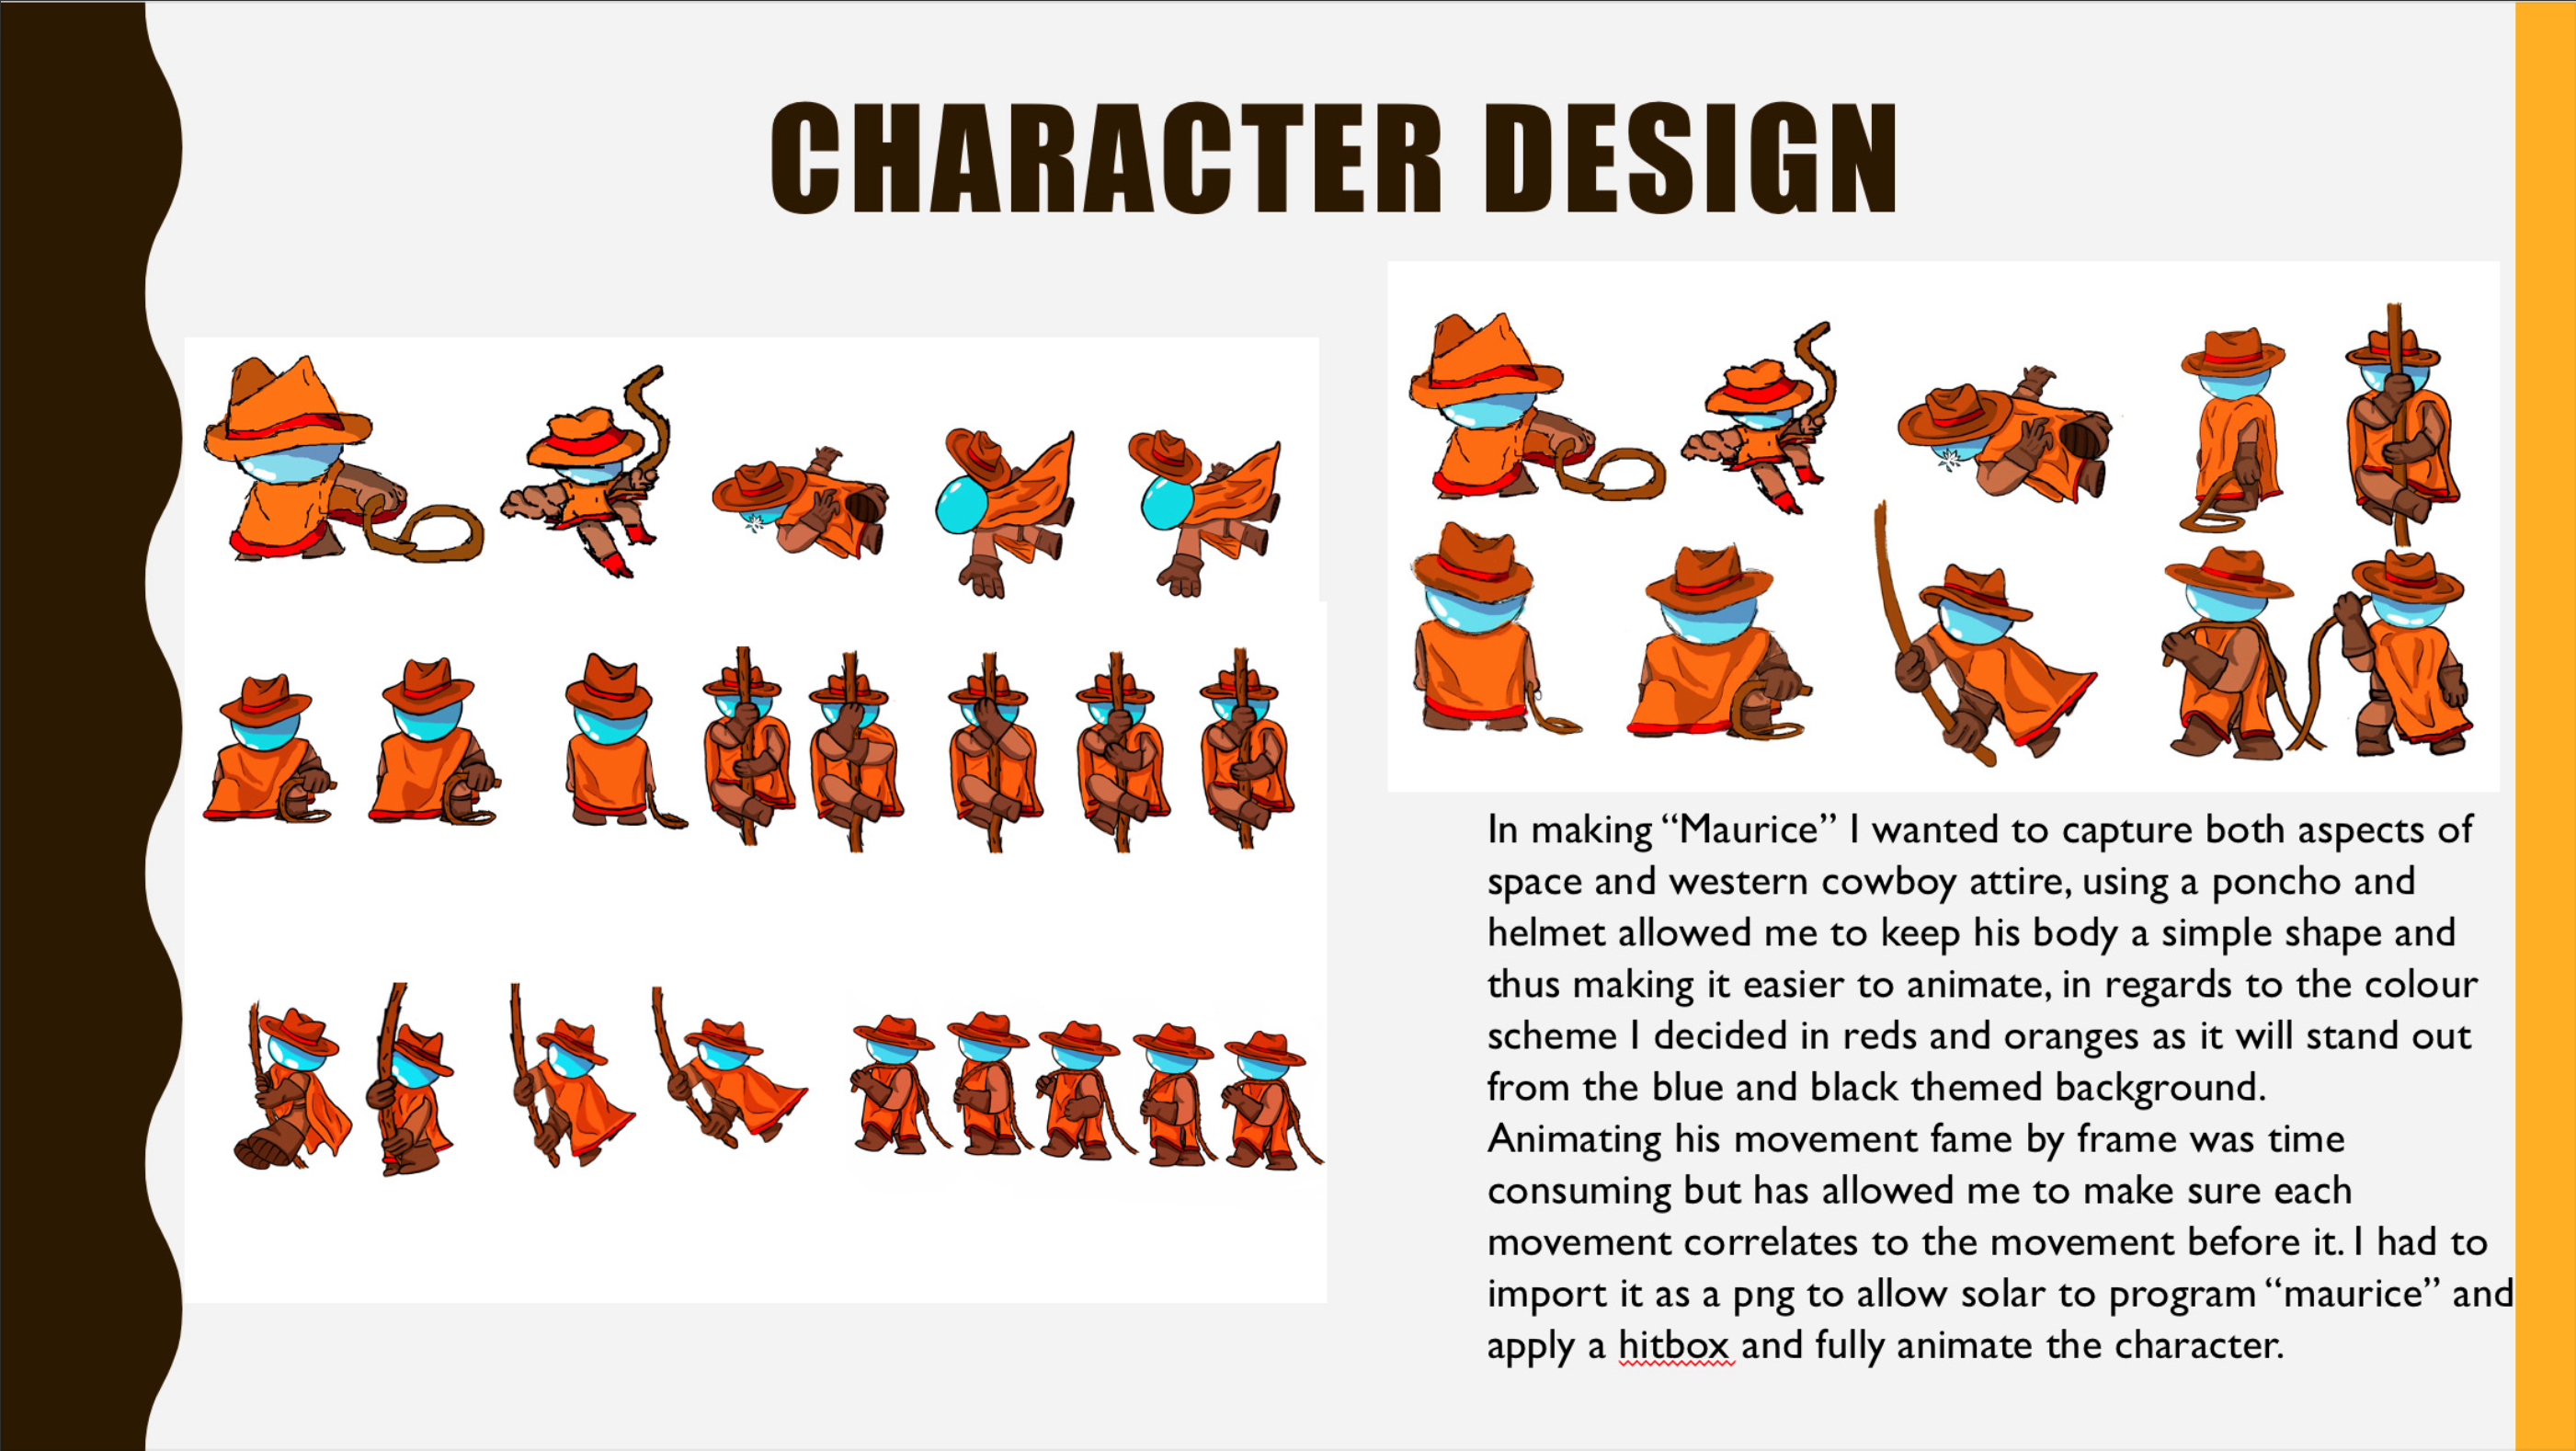 CHARACTER DESIGN
In making “Maurice” I wanted to capture both aspects of
space and western cowboy attire, using a poncho and
helmet allowed me to keep his body a simple shape and
thus making it easier to animate, in regards to the colour
scheme I decided in reds and oranges as it will stand out
from the blue and black themed background.
Animating his movement fame by frame was time
consuming but has allowed me to make sure each
movement correlates to the movement before it. I had to
import it as a png to allow solar to program “maurice” and
apply a hitbox and fully animate the character.